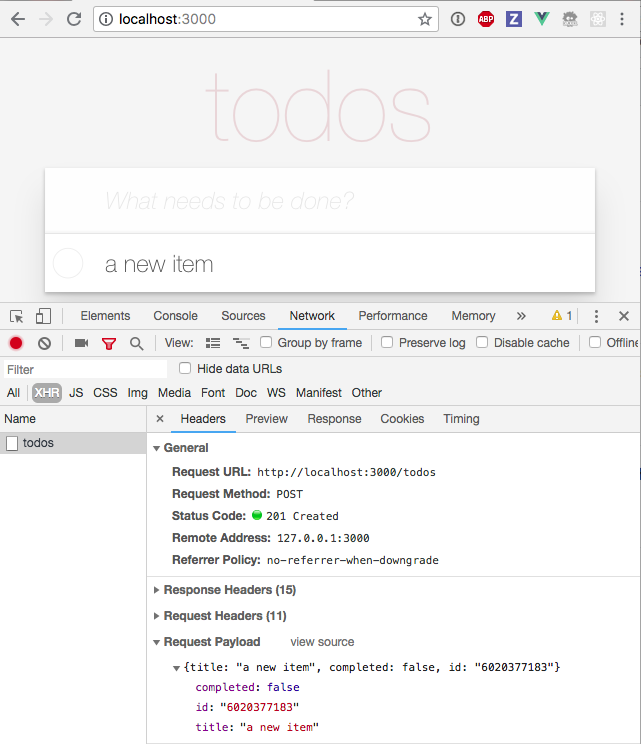 localhost:3000
ABP
Z
todos
What needs to be done?
a new item
Elements Console Sources Network Performance Memory » 1
View: Group by frame Preserve log Disable cache Offline
Filter Hide data URLs
All XHR JS CSS Img Media Font Doc WS Manifest Other
Name × Headers Preview Response Cookies Timing
todos
General
Request URL: http://localhost:3000/todos
Request Method: POST
Status Code: 201 Created
Remote Address: 127.0.0.1:3000
Referrer Policy: no-referrer-when-downgrade
Response Headers (15)
Request Headers (11)
Request Payload view source
{title: "a new item", completed: false, id: "6020377183"}
completed: false
id: "6020377183"
title: "a new item"